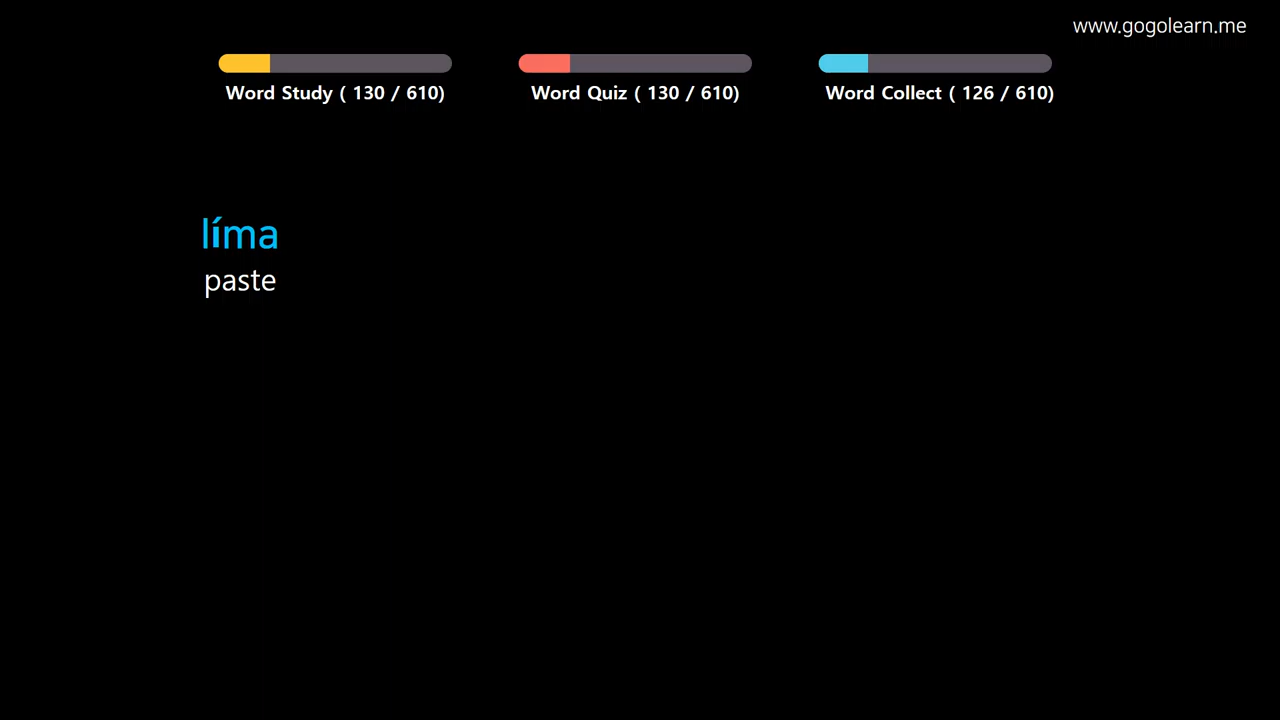 www.gogolearn.me
Word Study ( 130 / 610)
Word Quiz ( 130 / 610)
Word Collect ( 126 / 610)
líma
paste